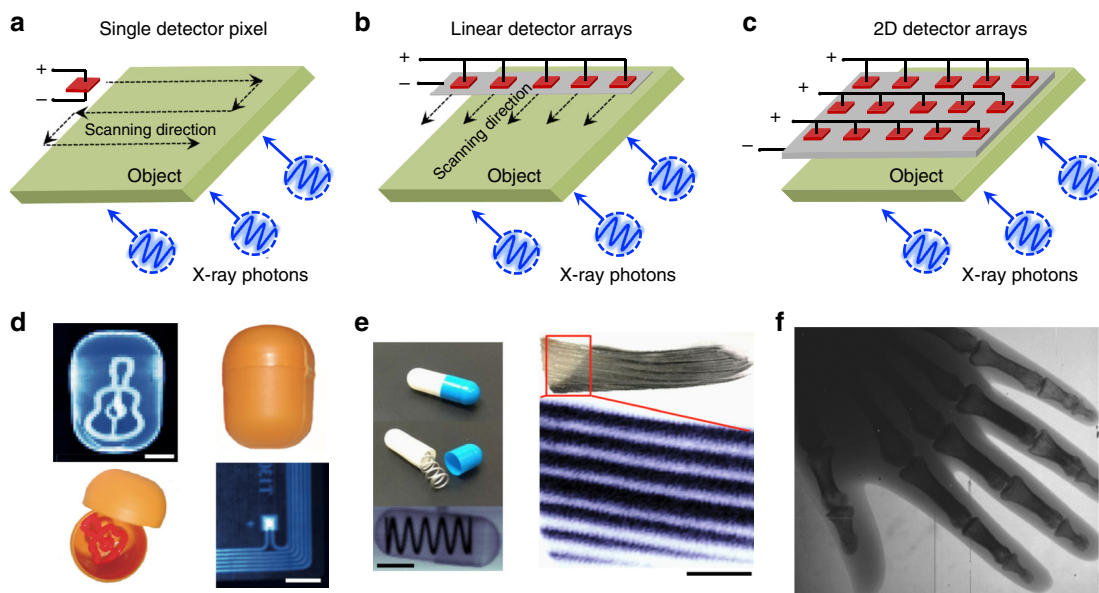 a
Single detector pixel
+
−
Scanning direction
Object
X-ray photons
b
Linear detector arrays
+
−
Scanning direction
Object
X-ray photons
c
2D detector arrays
+
+
+
−
Object
X-ray photons
d
e
f